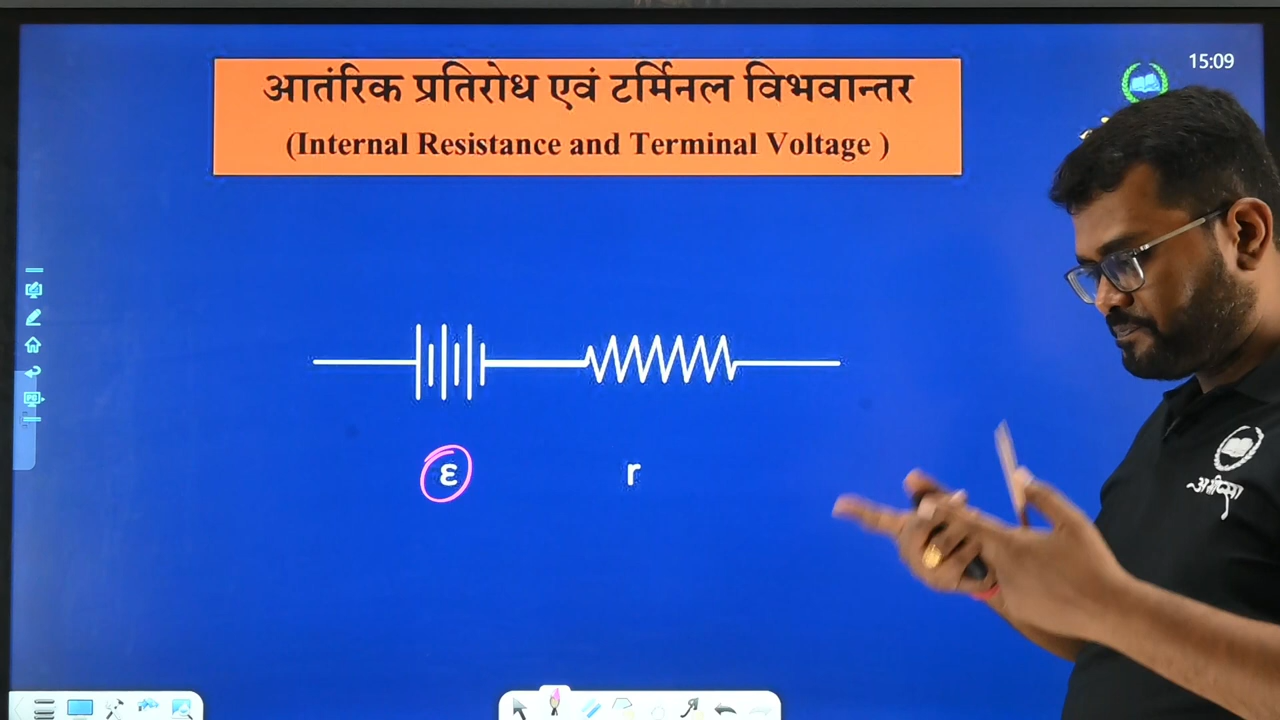 15:09
आतंरिक प्रतिरोध एवं टर्मिनल विभवान्तर
(Internal Resistance and Terminal Voltage )
ε
r